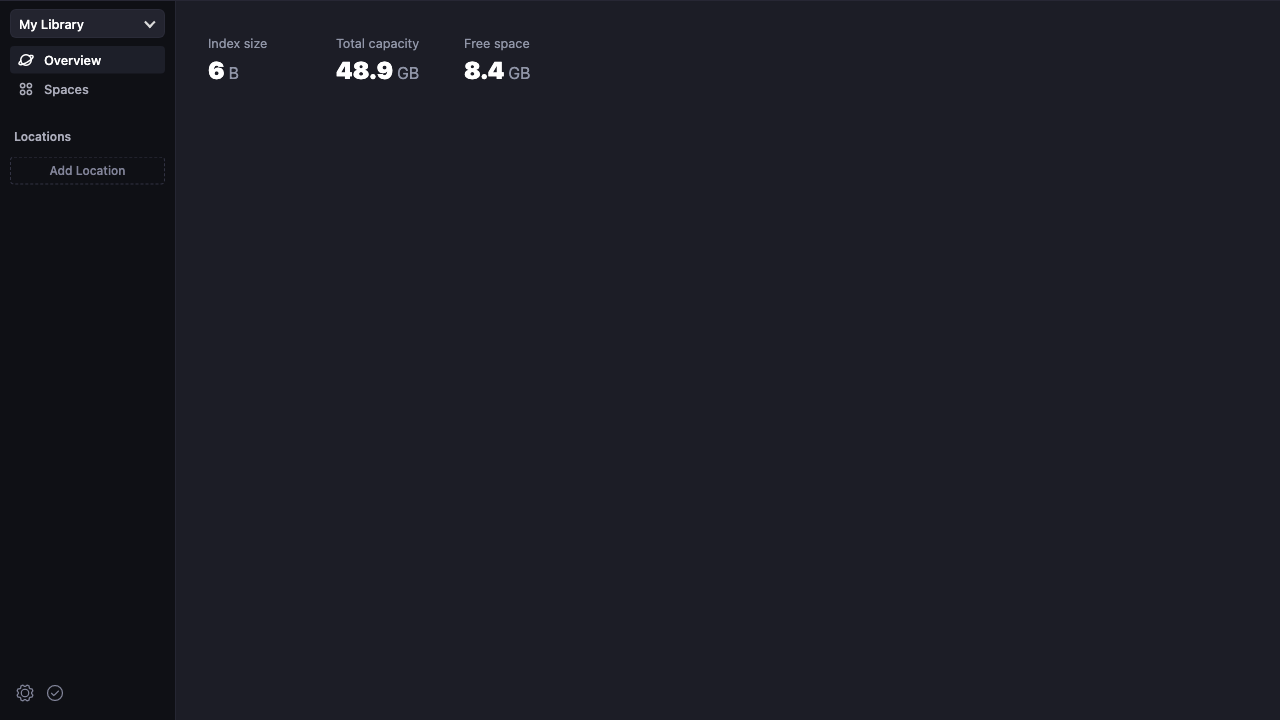 My Library
Overview
Spaces
Locations
Add Location
Index size
6 B
Total capacity
48.9 GB
Free space
8.4 GB